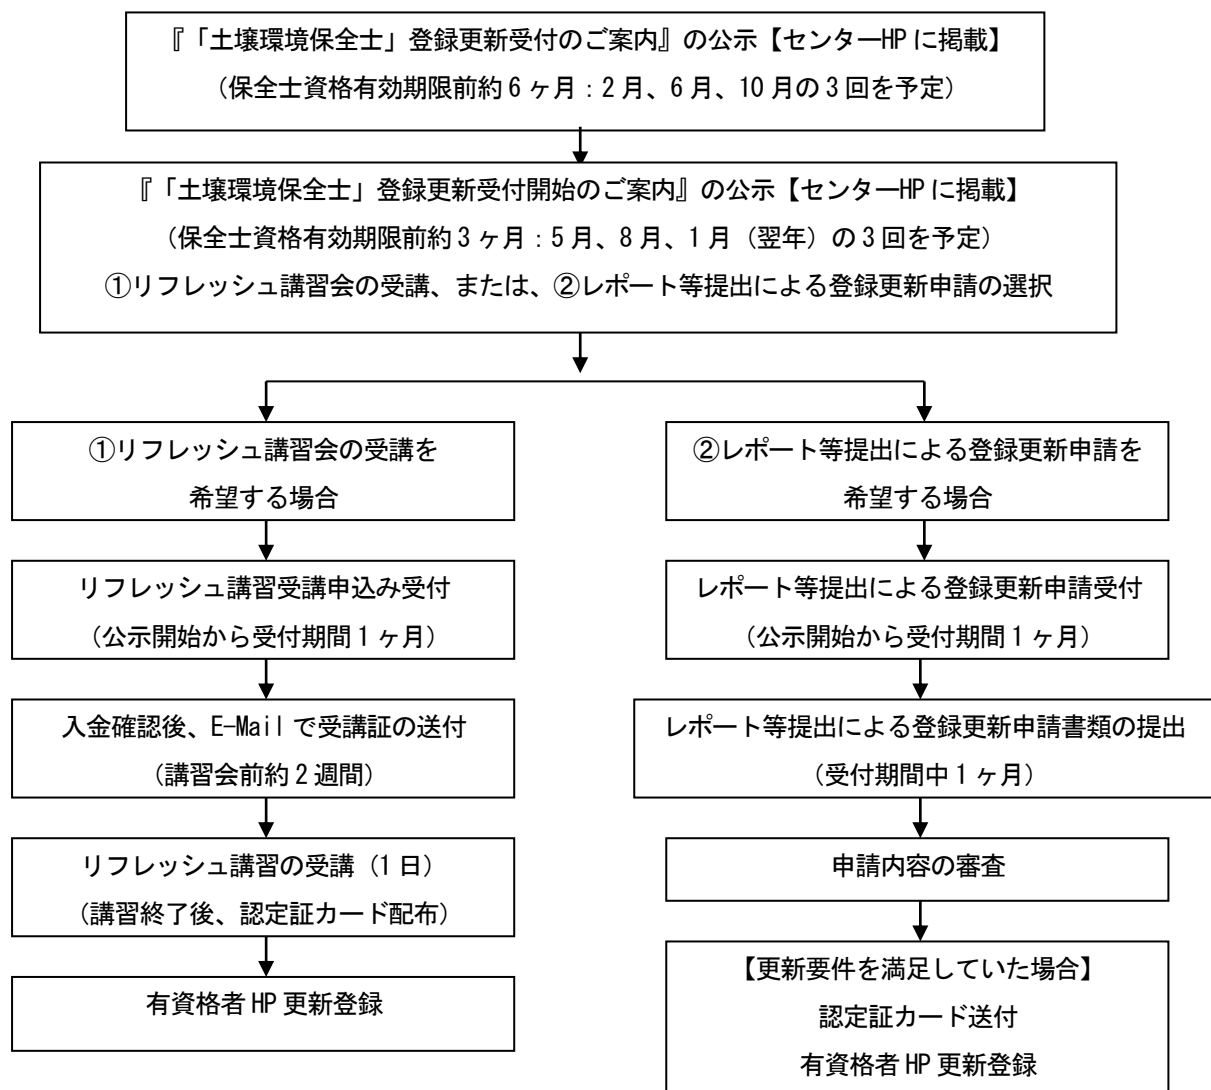 『「土壌環境保全士」登録更新受付のご案内』の公示【センターHPに掲載】
（保全士資格有効期限前約6ヶ月：2月、6月、10月の3回を予定）
『「土壌環境保全士」登録更新受付開始のご案内』の公示【センターHPに掲載】
（保全士資格有効期限前約3ヶ月：5月、8月、1月（翌年）の3回を予定）
①リフレッシュ講習会の受講、または、②レポート等提出による登録更新申請の選択
①リフレッシュ講習会の受講を
希望する場合
リフレッシュ講習受講申込み受付
（公示開始から受付期間1ヶ月）
入金確認後、E-Mailで受講証の送付
（講習会前約2週間）
リフレッシュ講習の受講（1日）
（講習終了後、認定証カード配布）
有資格者HP更新登録
②レポート等提出による登録更新申請を
希望する場合
レポート等提出による登録更新申請受付
（公示開始から受付期間1ヶ月）
レポート等提出による登録更新申請書類の提出
（受付期間中1ヶ月）
申請内容の審査
【更新要件を満足していた場合】
認定証カード送付
有資格者HP更新登録